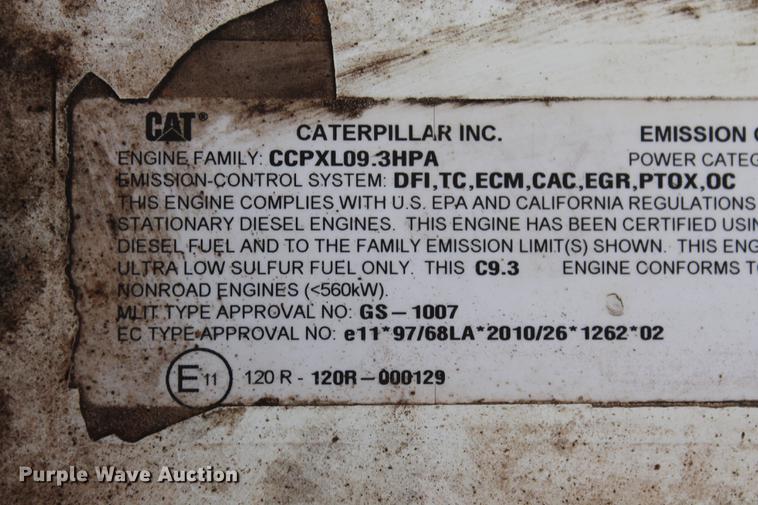 CAT®
CATERPILLAR INC. EMISSION
ENGINE FAMILY: CCPXL09.3HPA POWER
EMISSION-CONTROL SYSTEM: DFI,TC,ECM,CAC,EGR,PTOX,OC
THIS ENGINE COMPLIES WITH U.S. EPA AND CALIFORNIA REGULATIONS
STATIONARY DIESEL ENGINES. THIS ENGINE HAS BEEN CERTIFIED
DIESEL FUEL AND TO THE FAMILY EMISSION LIMIT(S) SHOWN. THIS
ULTRA LOW SULFUR FUEL ONLY. THIS C9.3 ENGINE CONFORMS
NONROAD ENGINES (<560kW).
MLIT TYPE APPROVAL NO: GS-1007
EC TYPE APPROVAL NO: e11*97/68LA*2010/26*1262*02
E11 120 R - 120R-000129
Purple Wave Auction